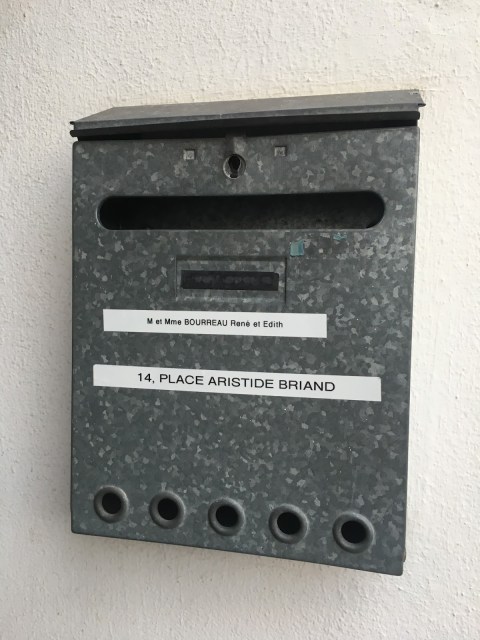 M et Mme BOURREAU René et Edith
14, PLACE ARISTIDE BRIAND